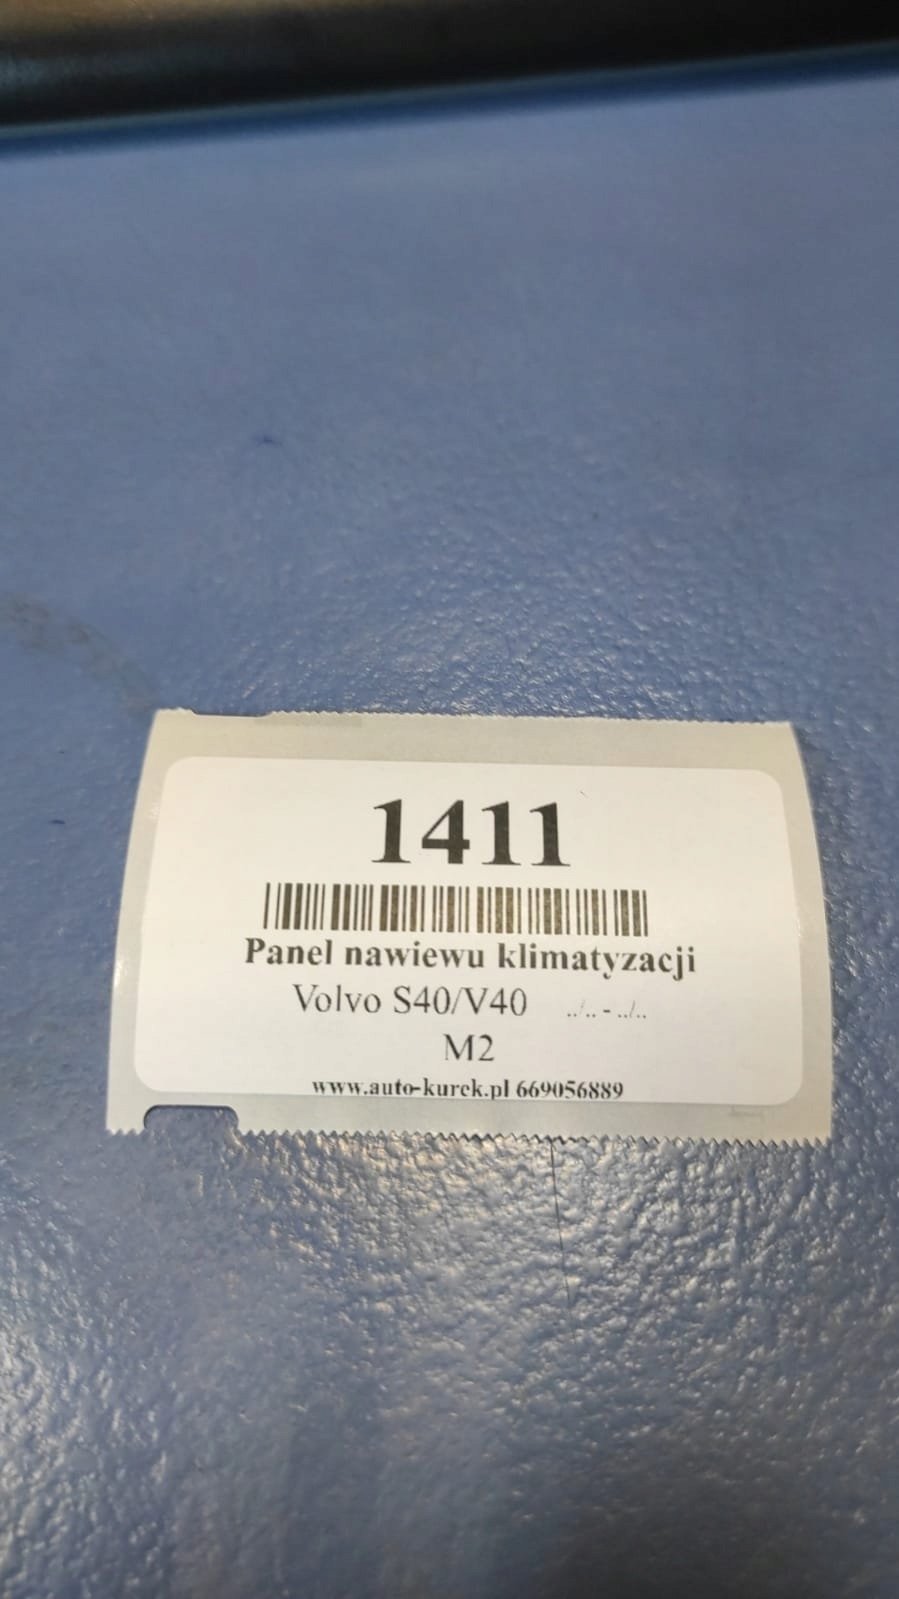 1411
Panel nawiewu klimatyzacji
Volvo S40/V40 ../.. - ../..
M2
www.auto-kurek.pl 669056889